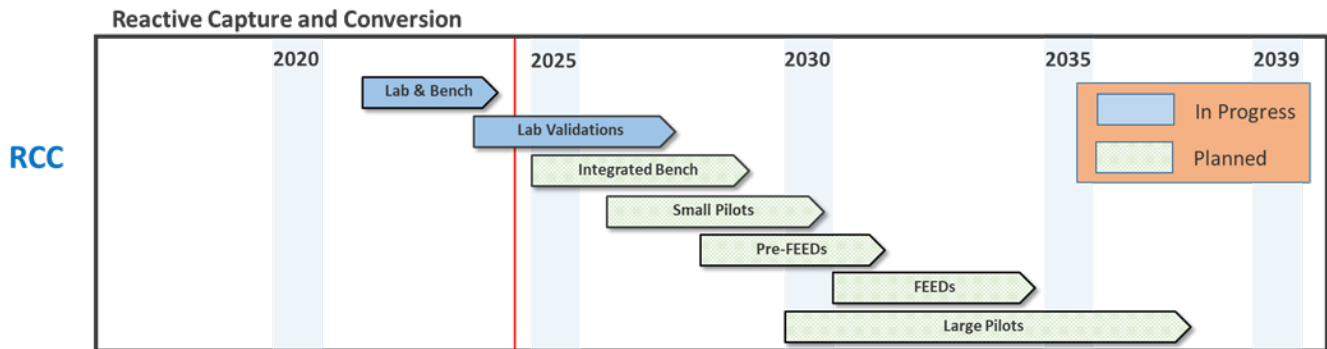 Reactive Capture and Conversion
2020
2025
2030
2035
2039
Lab & Bench
Lab Validations
In Progress
RCC
Integrated Bench
Planned
Small Pilots
Pre-FEEDs
FEEDs
Large Pilots